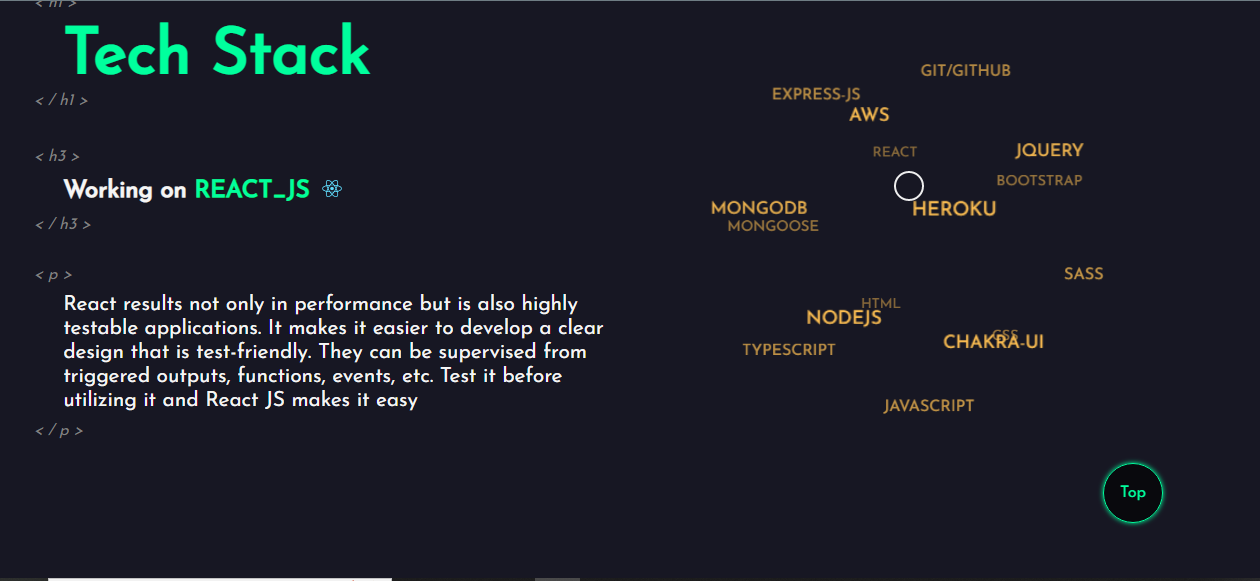 < h1 >
Tech Stack
< / h1 >
< h3 >
Working on REACT_JS
< / h3 >
< p >
React results not only in performance but is also highly
testable applications. It makes it easier to develop a clear
design that is test-friendly. They can be supervised from
triggered outputs, functions, events, etc. Test it before
utilizing it and React JS makes it easy
< / p >
GIT/GITHUB
EXPRESS-JS
AWS
REACT
JQUERY
BOOTSTRAP
MONGODB
HEROKU
MONGOOSE
SASS
HTML
NODEJS
CSS
CHAKRA-UI
TYPESCRIPT
JAVASCRIPT
Top